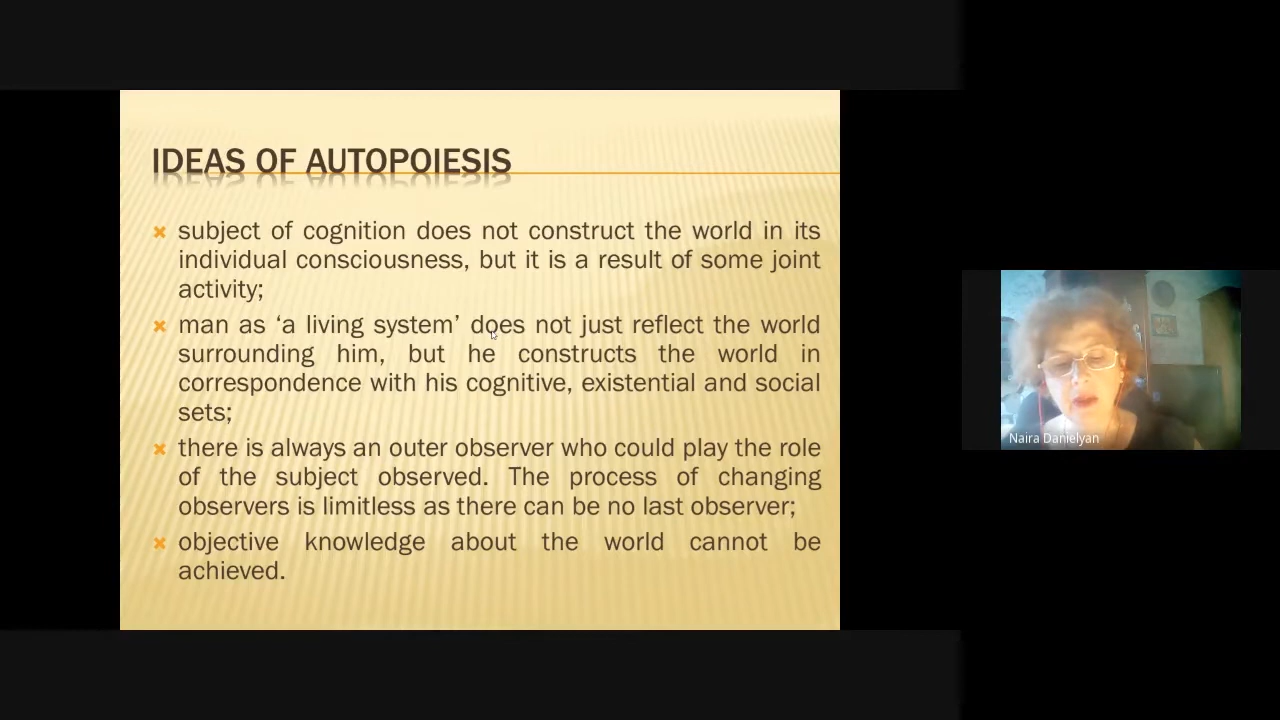 IDEAS OF AUTOPOIESIS
subject of cognition does not construct the world in its
individual consciousness, but it is a result of some joint
activity;
man as ‘a living system’ does not just reflect the world
surrounding him, but he constructs the world in
correspondence with his cognitive, existential and social
sets;
there is always an outer observer who could play the role
of the subject observed. The process of changing
observers is limitless as there can be no last observer;
objective knowledge about the world cannot be
achieved.
Naira Danielyan